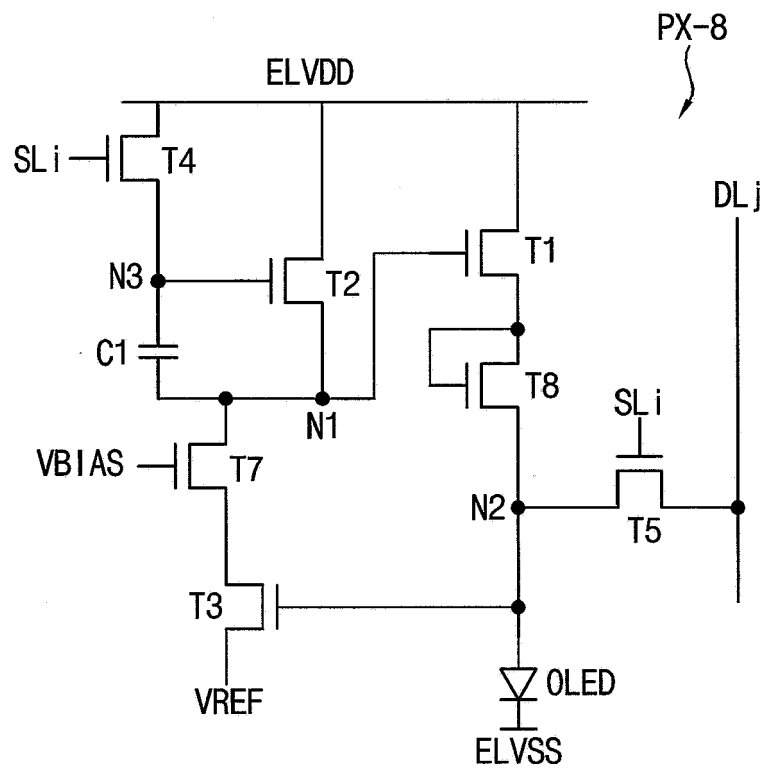 PX-8
ELVDD
SLi
T4
DLj
T1
N3
T2
C1
T8
SLi
N1
VBIAS
T7
N2
T5
T3
OLED
VREF
ELVSS